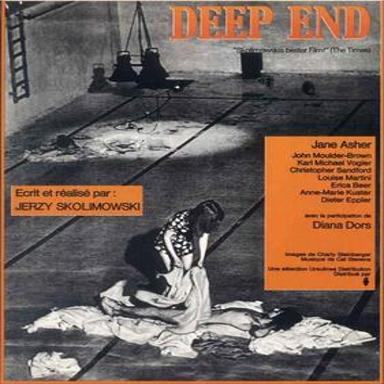 DEEP END
"Skolimowskis bester Film!" (The Times)
Jane Asher
John Moulder-Brown
Karl Michael Vogler
Christopher Sandford
Louise Martini
Erica Beer
Anne-Marie Kuster
Dieter Eppler
avec la participation de
Diana Dors
Images de Charly Steinberger
Musique de Cat Stevens
Une sélection Ursulines Distribution
Distribué par
Ecrit et réalisé par :
JERZY SKOLIMOWSKI